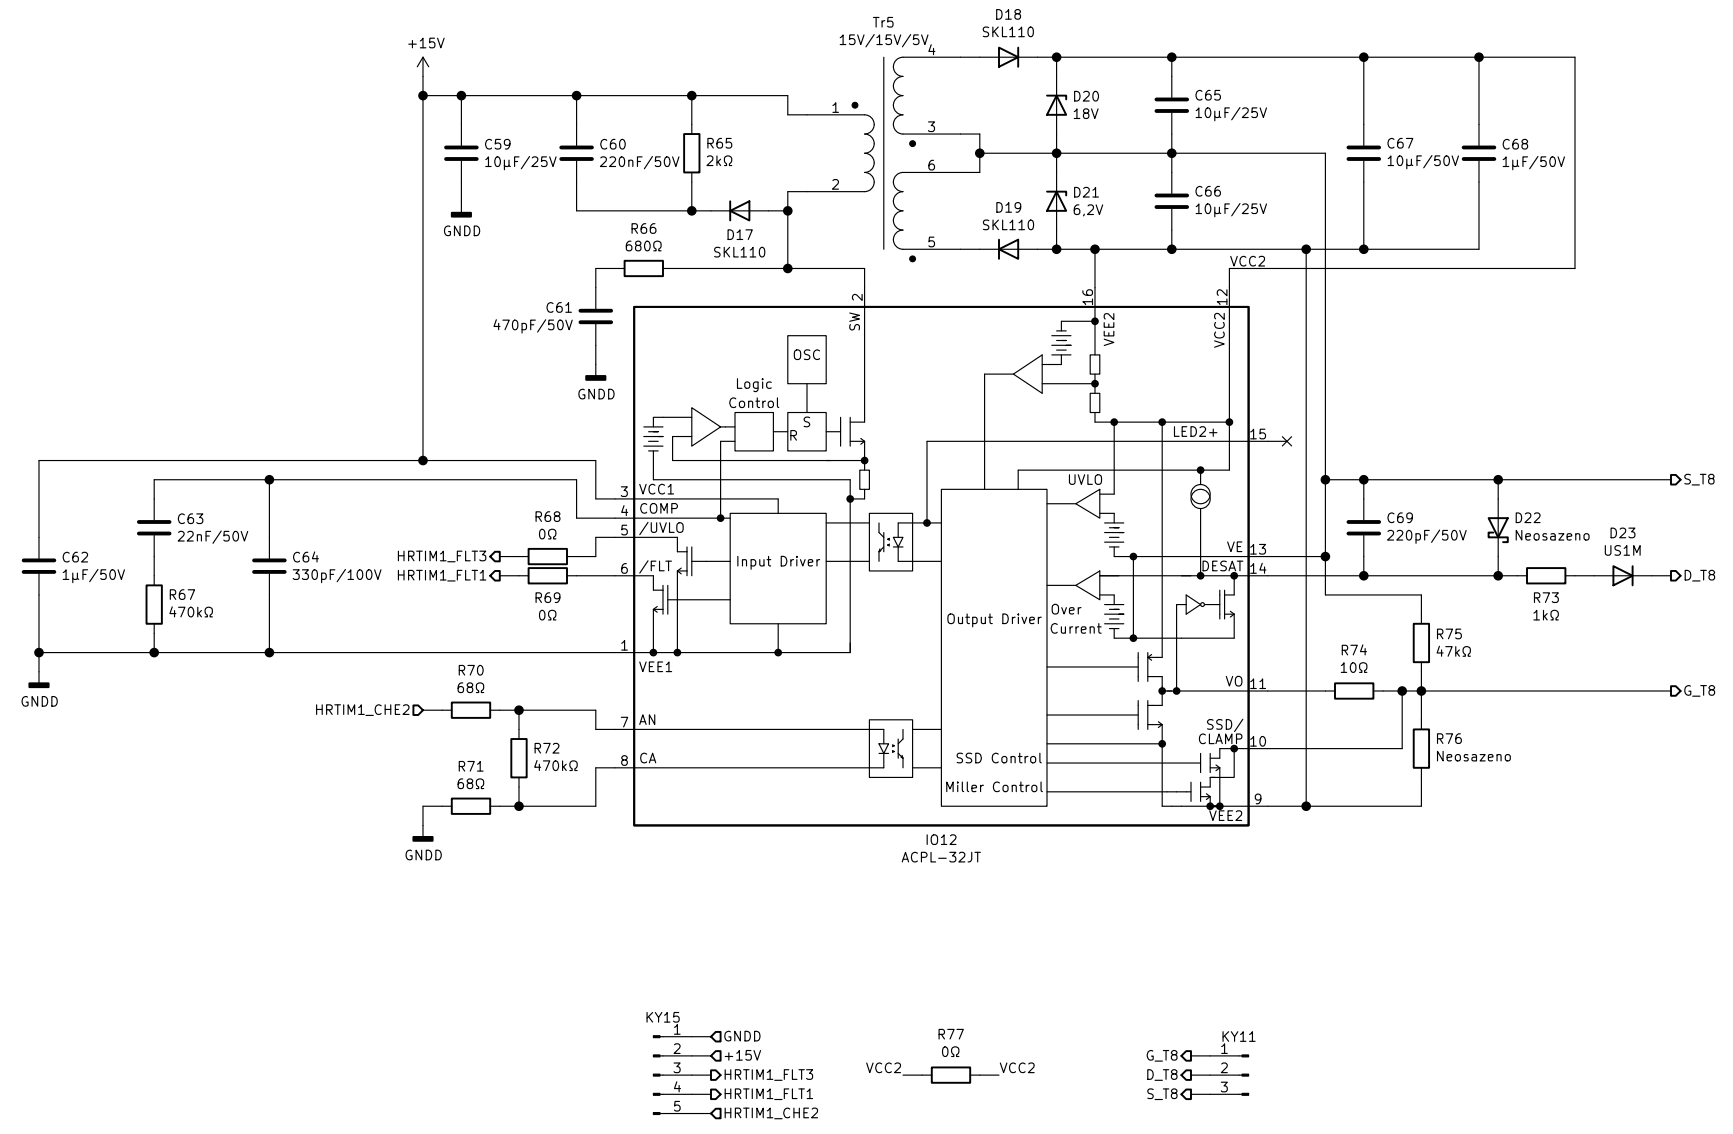 +15V
Tr5
15V/15V/5V
D18
SKL110
1
2
4
3
6
5
C59
10µF/25V
C60
220nF/50V
R65
2kΩ
D20
18V
C65
10µF/25V
C67
10µF/50V
C68
1µF/50V
D21
6,2V
C66
10µF/25V
D19
SKL110
GNDD
D17
SKL110
R66
680Ω
C61
470pF/50V
GNDD
SW
2
16
VEE2
12
VCC2
VCC2
OSC
Logic
Control
S
R
LED2+
15
UVLO
3
VCC1
4
COMP
5
/UVLO
6
/FLT
Input Driver
Output Driver
Over
Current
VE
13
DESAT
14
C62
1µF/50V
C63
22nF/50V
R67
470kΩ
C64
330pF/100V
HRTIM1_FLT3
R68
0Ω
HRTIM1_FLT1
R69
0Ω
1
VEE1
GNDD
C69
220pF/50V
D22
Neosazeno
D23
US1M
R73
1kΩ
S_T8
D_T8
R75
47kΩ
R74
10Ω
G_T8
VO
11
SSD/
CLAMP
10
R76
Neosazeno
VEE2
9
HRTIM1_CHE2
R70
68Ω
R72
470kΩ
R71
68Ω
GNDD
7
AN
8
CA
SSD Control
Miller Control
IO12
ACPL-32JT
KY15
1
GNDD
2
+15V
3
HRTIM1_FLT3
4
HRTIM1_FLT1
5
HRTIM1_CHE2
R77
0Ω
VCC2
VCC2
KY11
G_T8
1
D_T8
2
S_T8
3